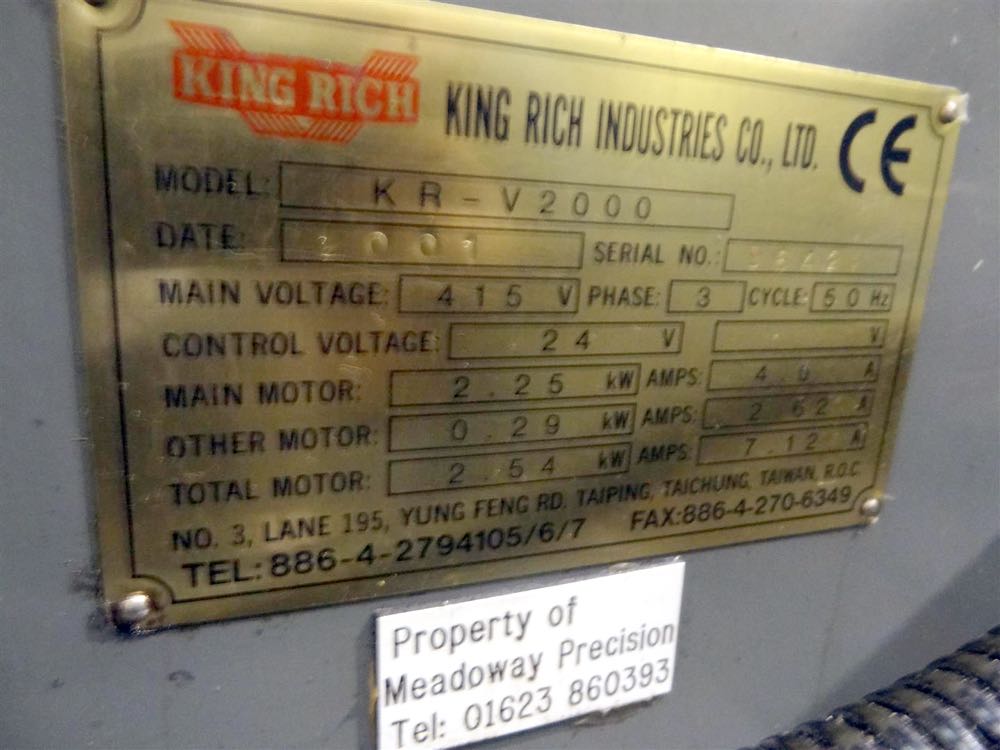 KING RICH KING RICH INDUSTRIES CO., LTD. CE
MODEL: KR-V2000
DATE: 2001 SERIAL NO.:
MAIN VOLTAGE: 415 V PHASE: 3 CYCLE: 50 Hz
CONTROL VOLTAGE: 24 V V
MAIN MOTOR: 2.25 kW AMPS: A
OTHER MOTOR: 0.29 kW AMPS: 2.62 A
TOTAL MOTOR: 2.54 kW AMPS: 7.12 A
NO. 3, LANE 195, YUNG FENG RD. TAIPING, TAICHUNG, TAIWAN, R.O.C
TEL: 886-4-2794105/6/7 FAX:886-4-270-6349
Property of
Meadoway Precision
Tel: 01623 860393